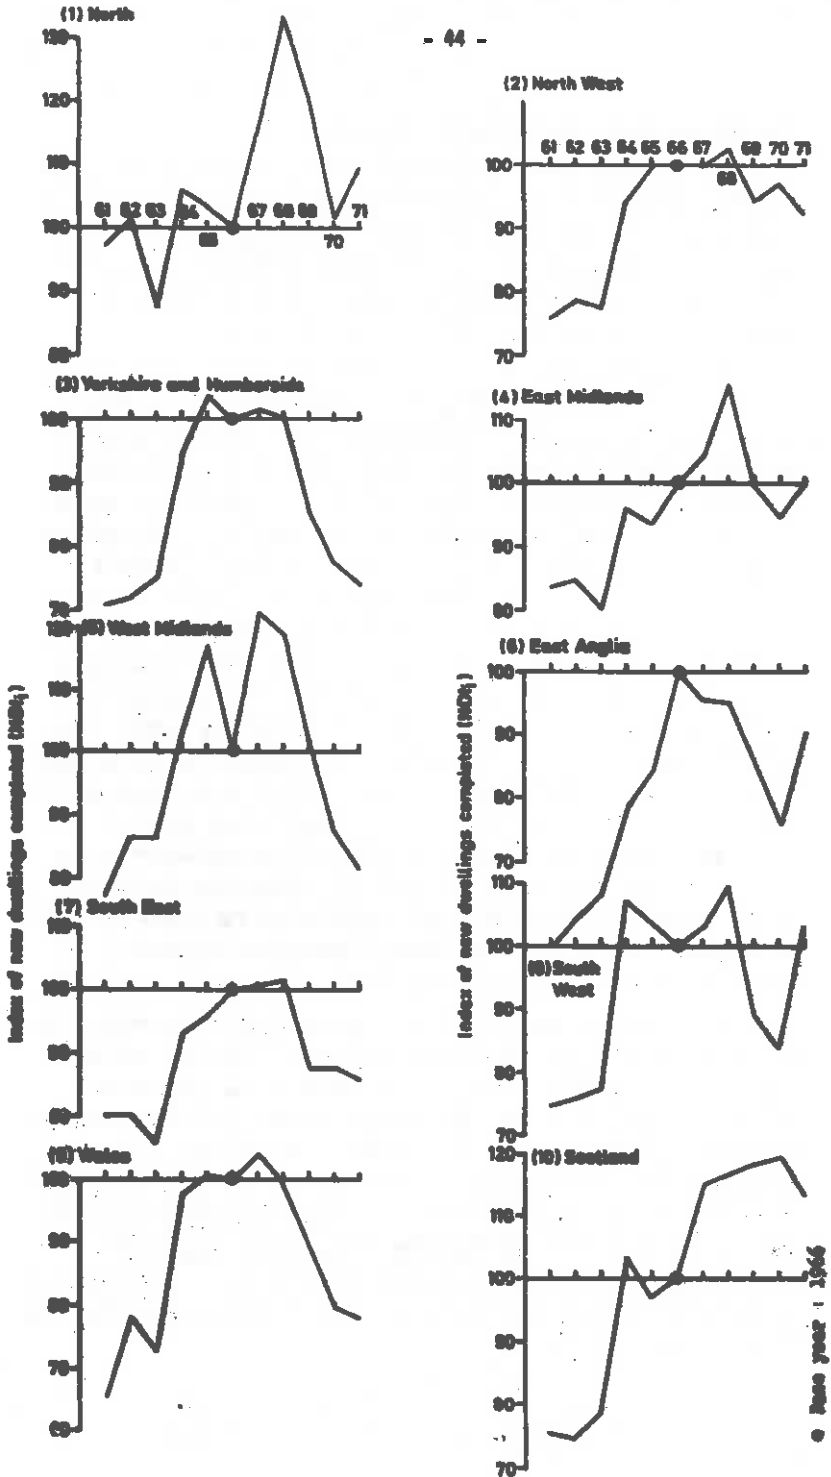 - 44 -
(1) North
130
120
110
100
90
80
61 62 63 64 65 67 68 69 70 71
(2) North West
100
90
80
70
61 62 63 64 65 66 67 68 69 70 71
(3) Yorkshire and Humberside
100
90
80
70
(4) East Midlands
110
100
90
80
(5) West Midlands
120
110
100
90
80
(6) East Anglia
100
90
80
70
(7) South East
110
100
90
80
(8) South
West
110
100
90
80
70
(9) Wales
100
90
80
70
60
(10) Scotland
120
110
100
90
80
70
Index of new dwellings completed (NDi)
Index of new dwellings completed (NDi)
Base year : 1966